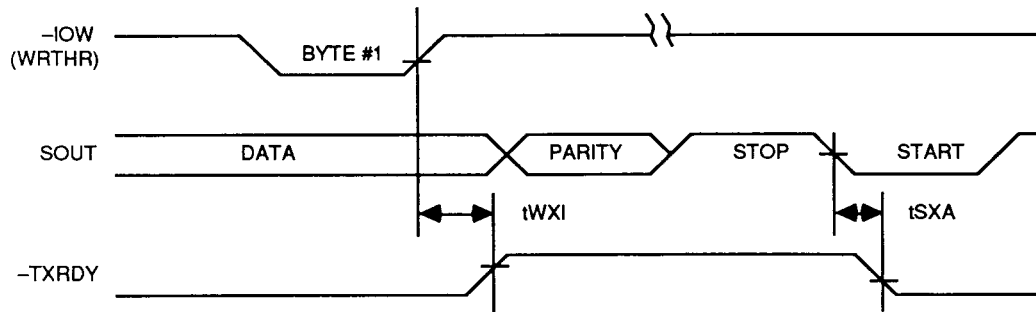 –IOW
(WRTHR)
BYTE #1
SOUT
DATA
PARITY
STOP
START
tWXI
tSXA
–TXRDY